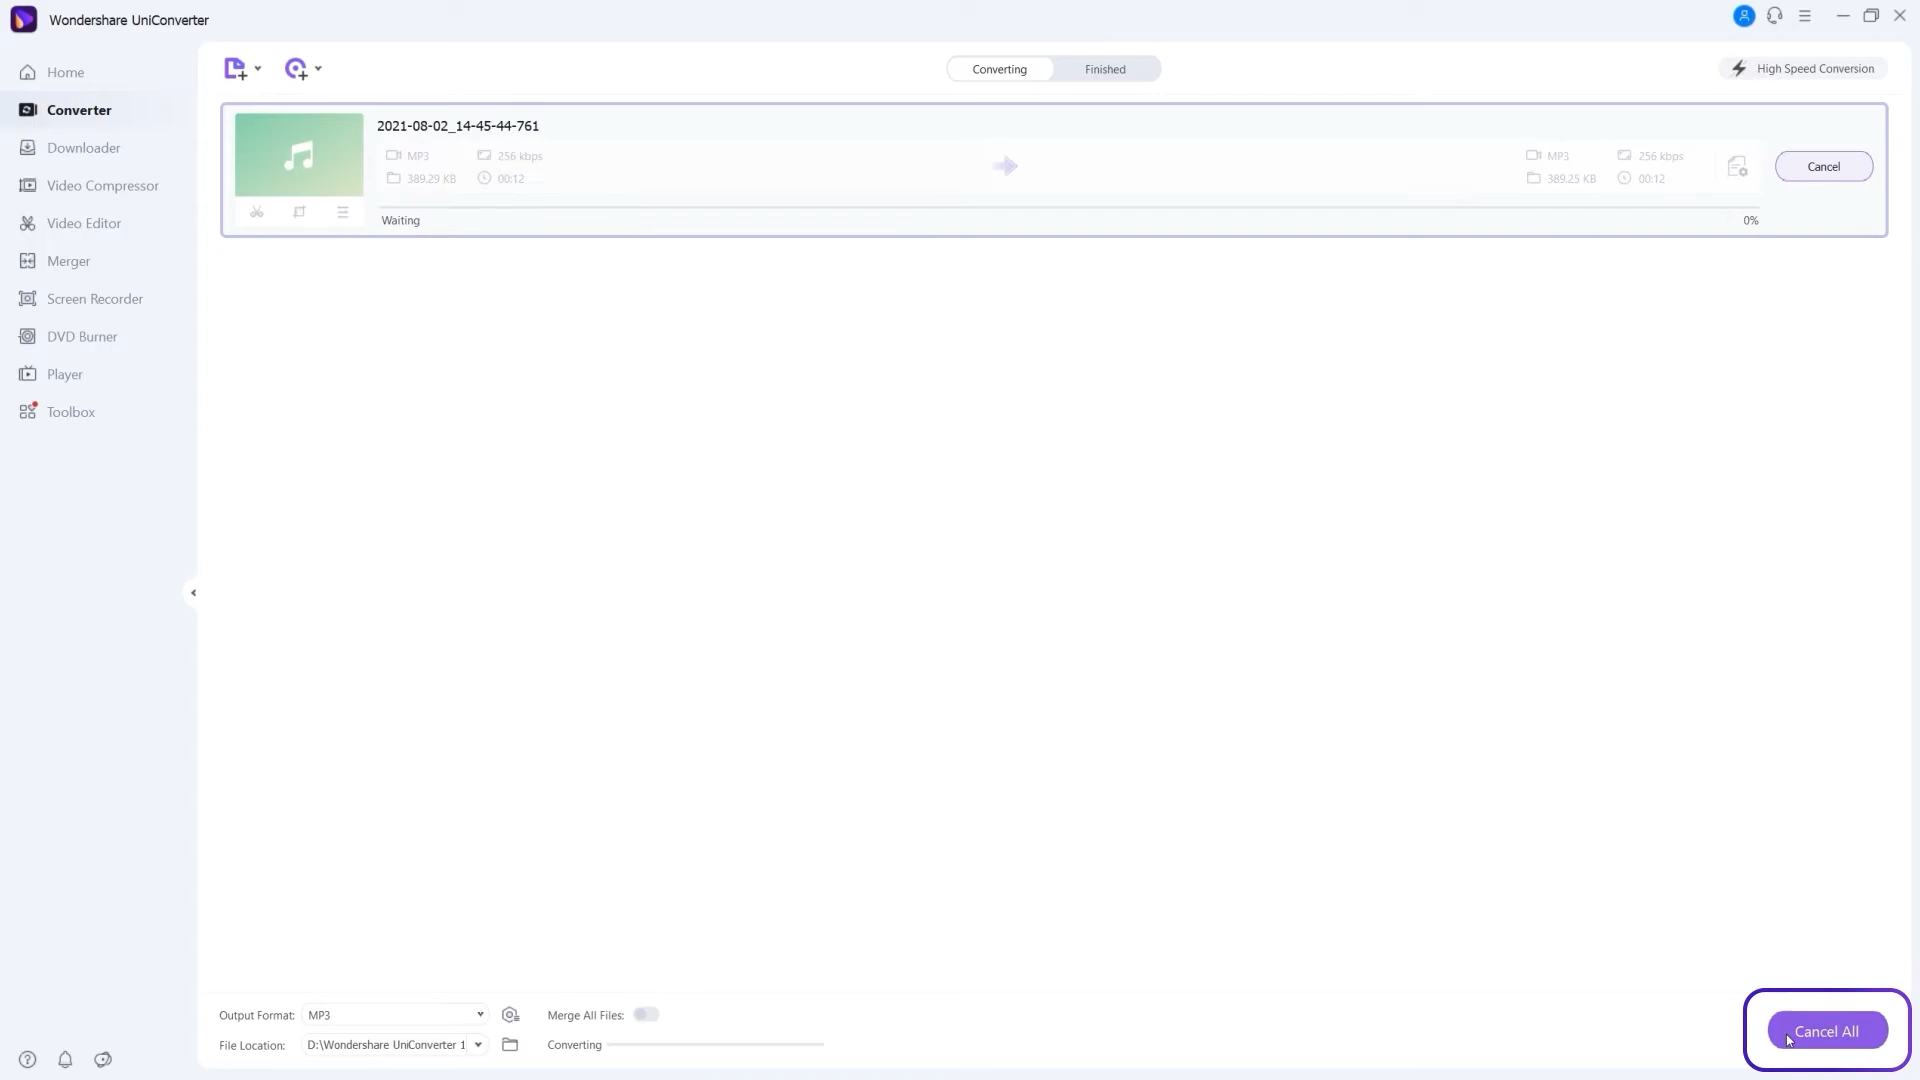 Wondershare UniConverter
Home
Converter
Downloader
Video Compressor
Video Editor
Merger
Screen Recorder
DVD Burner
Player
Toolbox
Converting
Finished
High Speed Conversion
2021-08-02_14-45-44-761
MP3
256 kbps
389.29 KB
00:12
MP3
256 kbps
389.25 KB
00:12
Cancel
Waiting
0%
Output Format: MP3
Merge All Files:
File Location: D:\Wondershare UniConverter 1
Converting
Cancel All